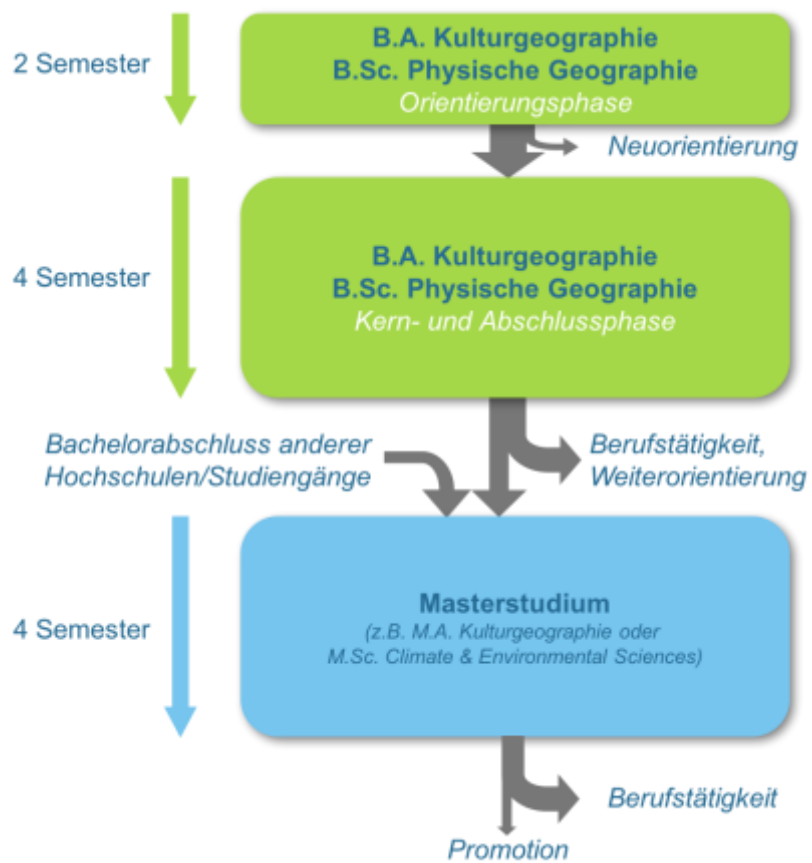 2 Semester
B.A. Kulturgeographie
B.Sc. Physische Geographie
Orientierungsphase
Neuorientierung
4 Semester
B.A. Kulturgeographie
B.Sc. Physische Geographie
Kern- und Abschlussphase
Bachelorabschluss anderer
Hochschulen/Studiengänge
Berufstätigkeit,
Weiterorientierung
4 Semester
Masterstudium
(z.B. M.A. Kulturgeographie oder
M.Sc. Climate & Environmental Sciences)
Berufstätigkeit
Promotion